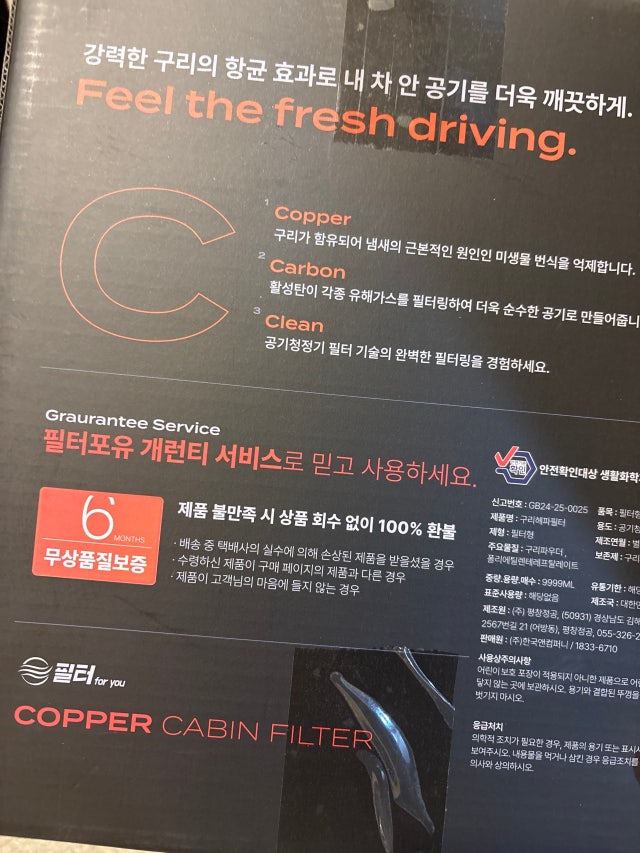 강력한 구리의 항균 효과로 내 차 안 공기를 더욱 깨끗하게.
Feel the fresh driving.
C
1 Copper
구리가 함유되어 냄새의 근본적인 원인인 미생물 번식을 억제합니다.
2 Carbon
활성탄이 각종 유해가스를 필터링하여 더욱 순수한 공기로 만들어줍니
3 Clean
공기청정기 필터 기술의 완벽한 필터링을 경험하세요.
Graurantee Service
필터포유 개런티 서비스로 믿고 사용하세요.
6 MONTHS
무상품질보증
제품 불만족 시 상품 회수 없이 100% 환불
· 배송 중 택배사의 실수에 의해 손상된 제품을 받을셨을 경우
· 수령하신 제품이 구매 페이지의 제품과 다른 경우
· 제품이 고객님의 마음에 들지 않는 경우
안전확인대상 생활화학
신고번호 : GB24-25-0025 품목 : 필터형
제품명 : 구리헤파필터 용도 : 공기청
제형 : 필터형 제조연월 : 별
주요물질 : 구리파우더, 보존제 : 구리
폴리에틸렌테레프탈레이트
중량.용량.매수 : 9999ML 유통기한 : 해당
표준사용량 : 해당없음 제조국 : 대한민
제조원 : (주) 평창정공, (50931) 경상남도 김해
2567번길 21 (어방동), 평창정공, 055-326-2
판매원 : (주)한국앤컴퍼니 / 1833-6710
사용상주의사항
어린이 보호 포장이 적용되지 아니한 제품으로 어린
닿지 않는 곳에 보관하시오. 용기와 결합된 뚜껑을
벗기지 마시오.
응급처치
의학적 조치가 필요한 경우, 제품의 용기 또는 표시사
보여주시오. 내용물을 먹거나 삼킨 경우 응급조치를
의사와 상의하시오.
필터 for you
COPPER CABIN FILTER